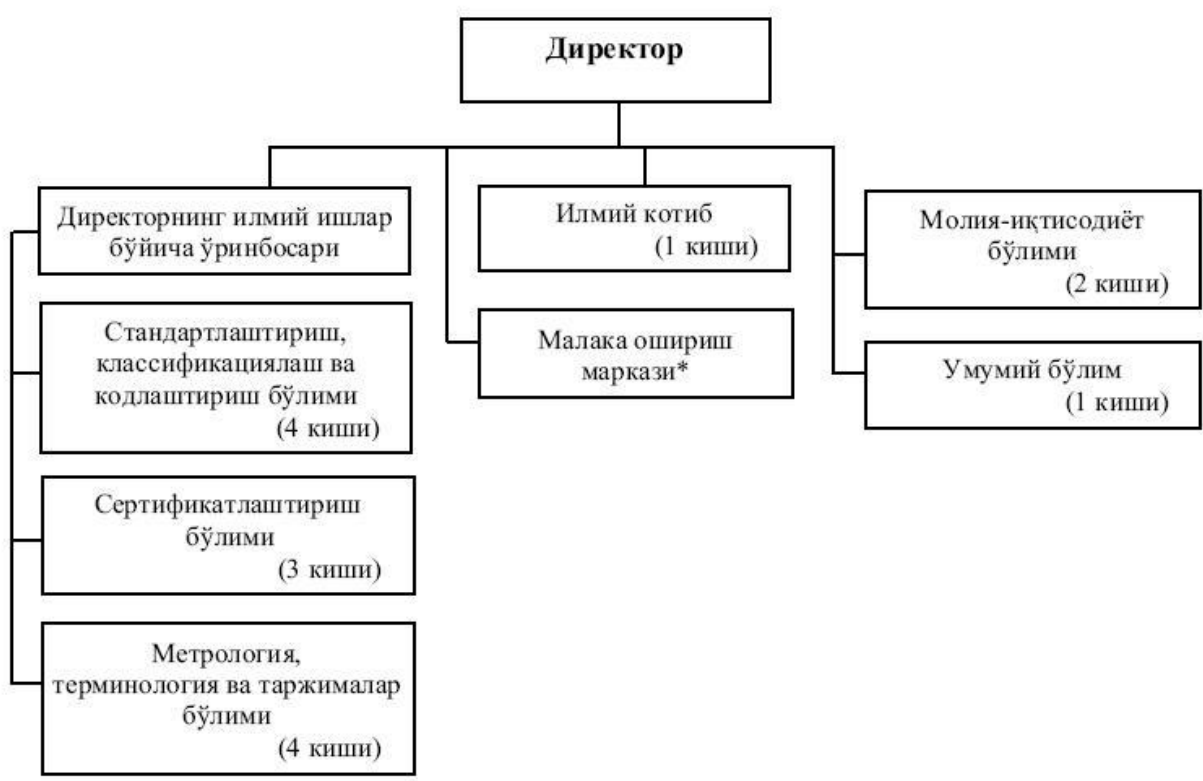 Директор
Директорнинг илмий ишлар
бўйича ўринбосари
Стандартлаштириш,
классификациялаш ва
кодлаштириш бўлими
(4 киши)
Сертификатлаштириш
бўлими
(3 киши)
Метрология,
терминология ва таржималар
бўлими
(4 киши)
Илмий котиб
(1 киши)
Малака ошириш
маркази*
Молия-иқтисодиёт
бўлими
(2 киши)
Умумий бўлим
(1 киши)